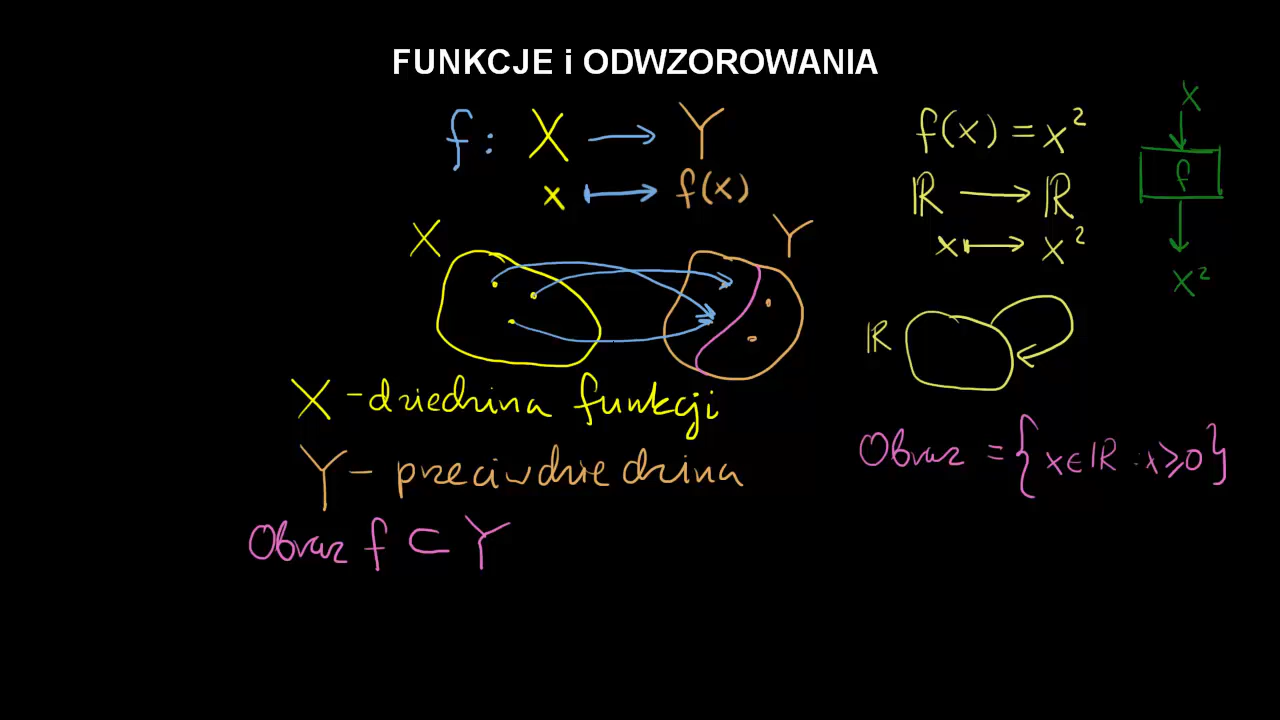 FUNKCJE i ODWZOROWANIA
f: X → Y
x ↦ f(x)
X
Y
X - dziedzina funkcji
Y - przeciwdziedzina
Obraz f ⊂ Y
f(x) = x²
ℝ → ℝ
x ↦ x²
ℝ
Obraz = {x∈ℝ : x⩾0}
X
f
X²